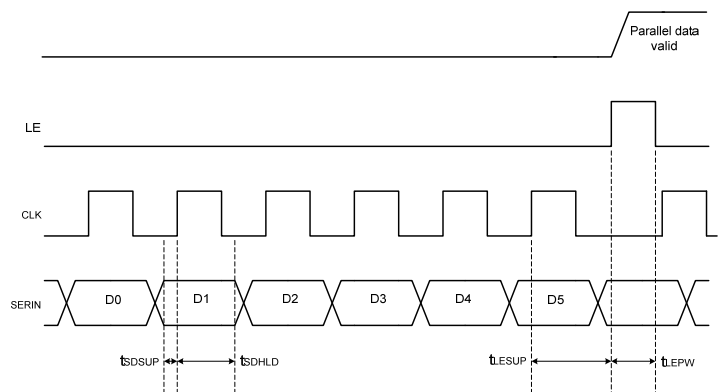 Parallel data
valid
LE
CLK
SERIN
D0
D1
D2
D3
D4
D5
tSDSUP
tSDHLD
tLESUP
tLEPW